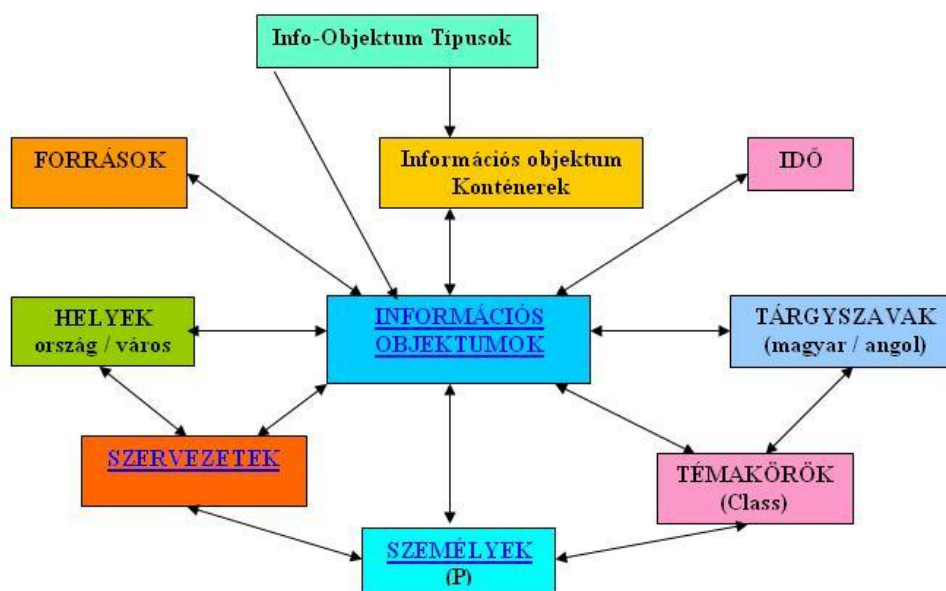 Info-Objektum Típusok
FORRÁSOK
Információs objektum
Konténerek
IDŐ
HELYEK
ország / város
INFORMÁCIÓS
OBJEKTUMOK
TÁRGYSZAVAK
(magyar / angol)
SZERVEZETEK
TÉMAKÖRÖK
(Class)
SZEMÉLYEK
(P)